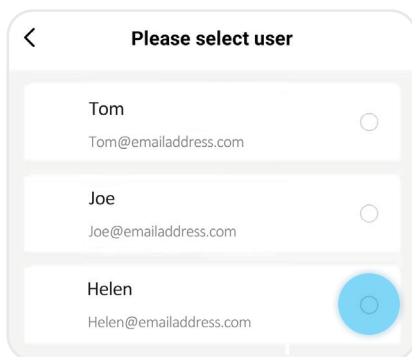 Please select user
Tom
Tom@emailaddress.com
Joe
Joe@emailaddress.com
Helen
Helen@emailaddress.com